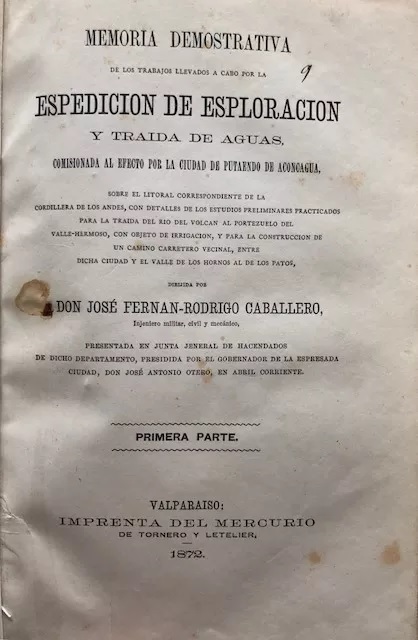 MEMORIA DEMOSTRATIVA
DE LOS TRABAJOS LLEVADOS A CABO POR LA
9
ESPEDICION DE ESPLORACION
Y TRAIDA DE AGUAS,
COMISIONADA AL EFECTO POR LA CIUDAD DE PUTAENDO DE ACONCAGUA,
SOBRE EL LITORAL CORRESPONDIENTE DE LA
CORDILLERA DE LOS ANDES, CON DETALLES DE LOS ESTUDIOS PRELIMINARES PRACTICADOS
PARA LA TRAIDA DEL RIO DEL VOLCAN AL PORTEZUELO DEL
VALLE-HERMOSO, CON OBJETO DE IRRIGACION, Y PARA LA CONSTRUCCION DE
UN CAMINO CARRETERO VECINAL, ENTRE
DICHA CIUDAD Y EL VALLE DE LOS HORNOS AL DE LOS PATOS,
DIRIJIDA POR
DON JOSÉ FERNAN-RODRIGO CABALLERO,
Injeniero militar, civil y mecánico,
PRESENTADA EN JUNTA JENERAL DE HACENDADOS
DE DICHO DEPARTAMENTO, PRESIDIDA POR EL GOBERNADOR DE LA ESPRESADA
CIUDAD, DON JOSÉ ANTONIO OTERO, EN ABRIL CORRIENTE.
PRIMERA PARTE.
VALPARAISO:
IMPRENTA DEL MERCURIO
DE TORNERO Y LETELIER,
1872.